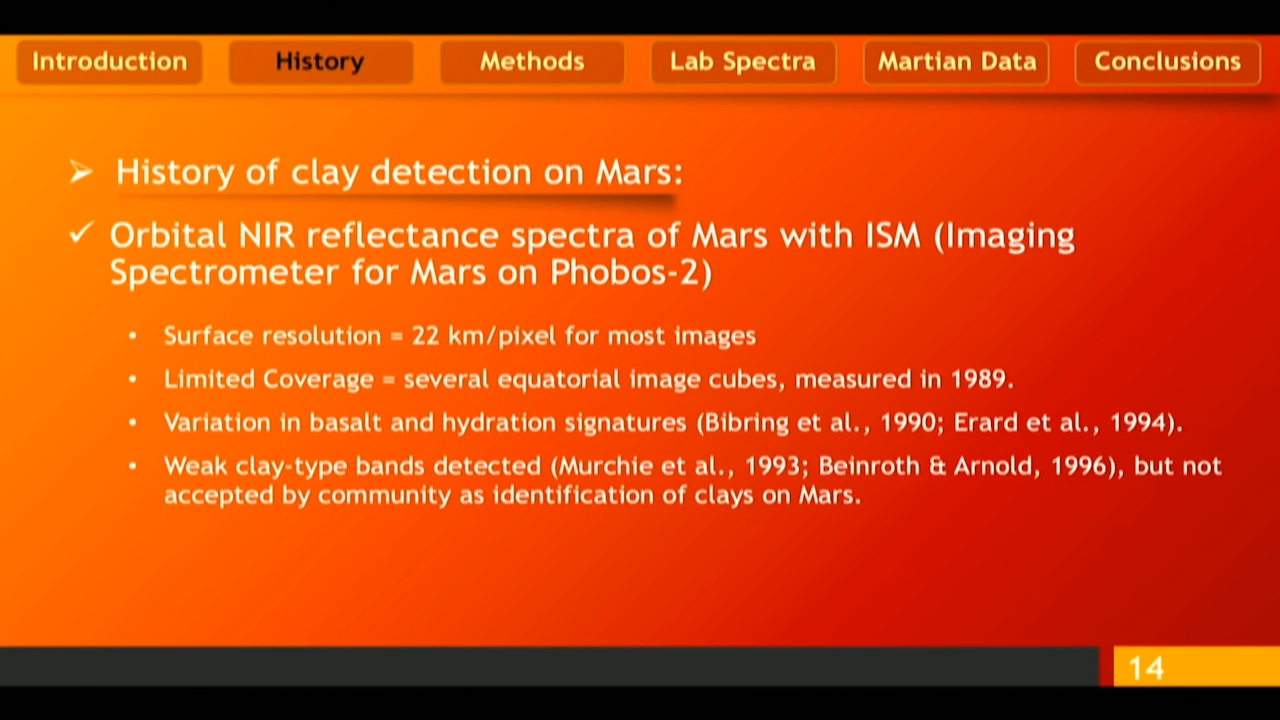 Introduction
History
Methods
Lab Spectra
Martian Data
Conclusions
➢ History of clay detection on Mars:
✓ Orbital NIR reflectance spectra of Mars with ISM (Imaging
Spectrometer for Mars on Phobos-2)
• Surface resolution = 22 km/pixel for most images
• Limited Coverage = several equatorial image cubes, measured in 1989.
• Variation in basalt and hydration signatures (Bibring et al., 1990; Erard et al., 1994).
• Weak clay-type bands detected (Murchie et al., 1993; Beinroth & Arnold, 1996), but not
accepted by community as identification of clays on Mars.
14